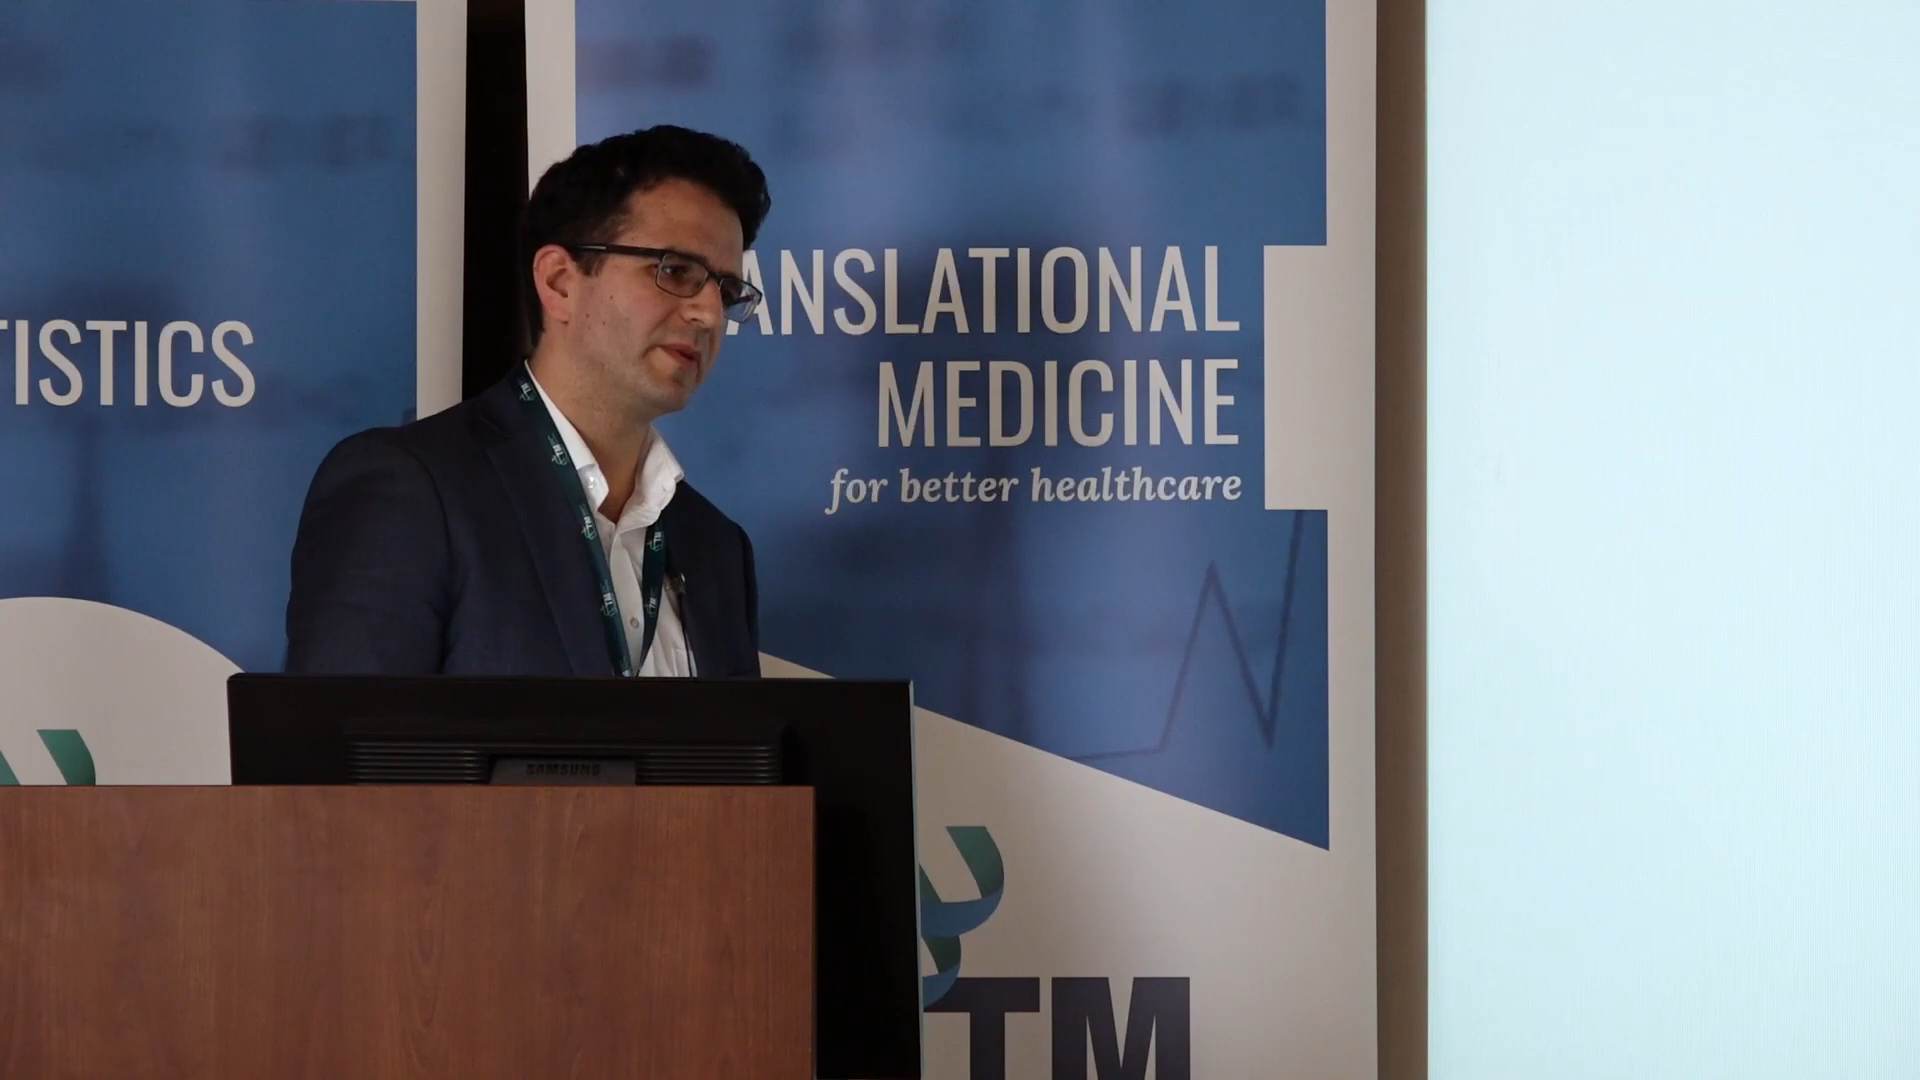 TISTICS
ANSLATIONAL
MEDICINE
for better healthcare
SAMSUNG
TM